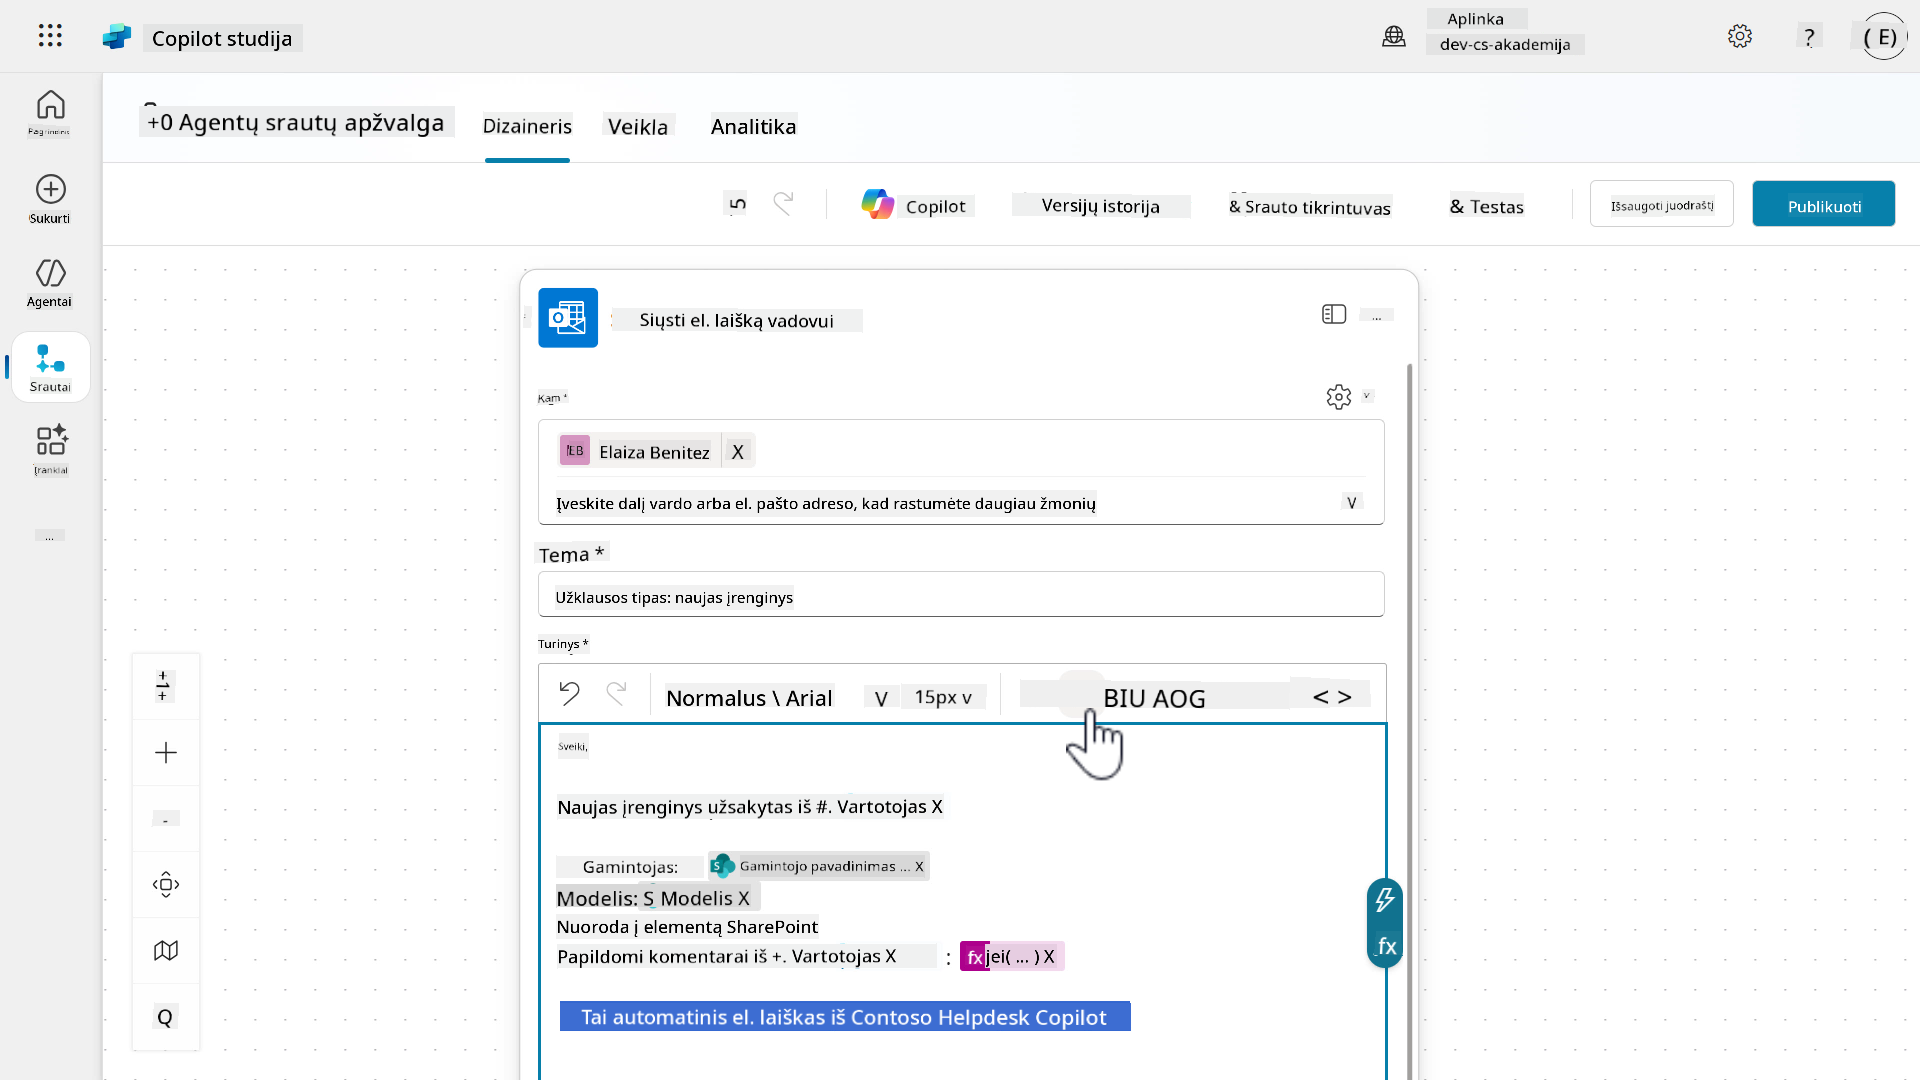 Copilot studija
Aplinka
dev-cs-akademija
?
( E)
Pagrindinis
Sukurti
Agentai
Srautai
Įrankiai
...
+0 Agentų srautų apžvalga
Dizaineris
Veikla
Analitika
5
Copilot
Versijų istorija
& Srauto tikrintuvas
& Testas
Išsaugoti juodraštį
Publikuoti
Siųsti el. laišką vadovui
...
Kam *
v
EB Elaiza Benitez X
Įveskite dalį vardo arba el. pašto adreso, kad rastumėte daugiau žmonių
V
Tema *
Užklausos tipas: naujas įrenginys
Turinys *
Normalus \ Arial V 15px v BIU AOG < >
Sveiki,
Naujas įrenginys užsakytas iš #. Vartotojas X
Gamintojas: S Gamintojo pavadinimas ... X
Modelis: S Modelis X
Nuoroda į elementą SharePoint
Papildomi komentarai iš +. Vartotojas X : fx jei( ... ) X
Tai automatinis el. laiškas iš Contoso Helpdesk Copilot
fx
Q